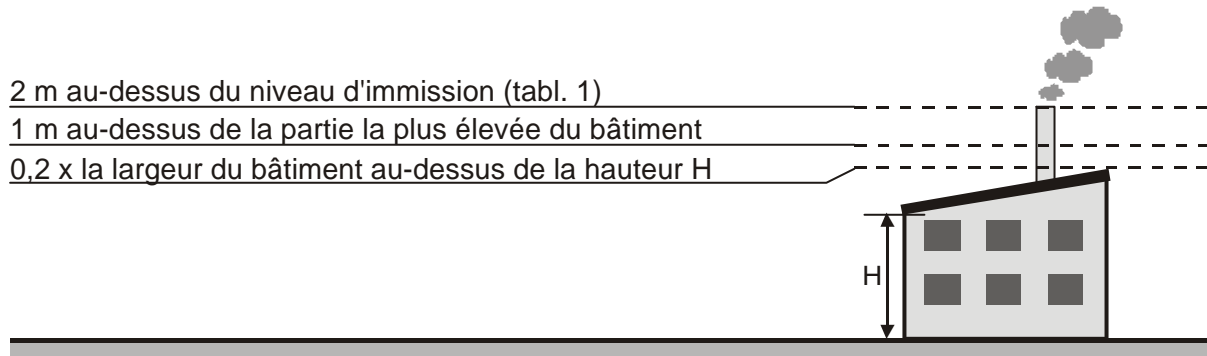 2 m au-dessus du niveau d'immission (tabl. 1)
1 m au-dessus de la partie la plus élevée du bâtiment
0,2 x la largeur du bâtiment au-dessus de la hauteur H
H